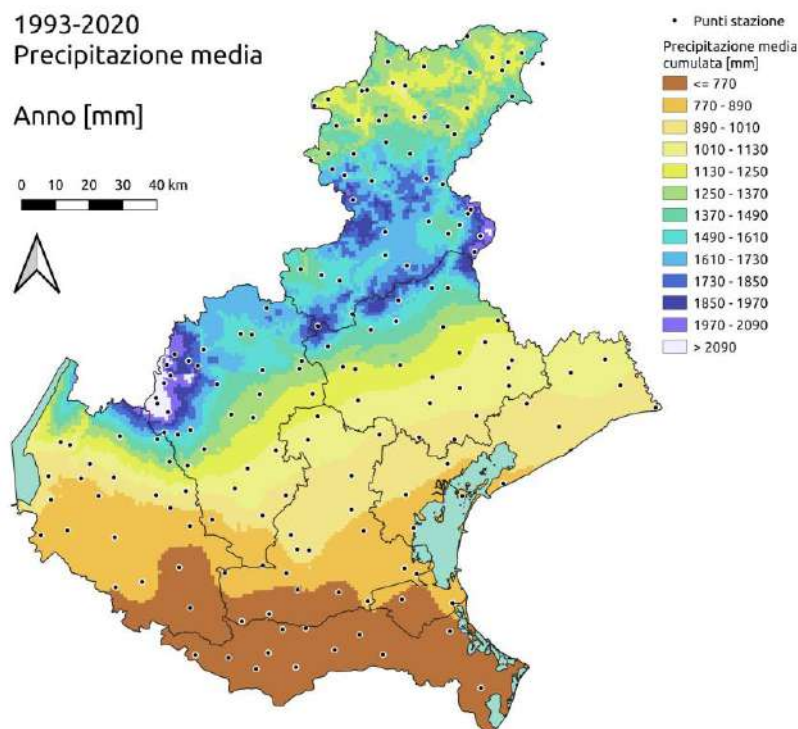 1993-2020
Precipitazione media
Anno [mm]
0 10 20 30 40 km
Punti stazione
Precipitazione media
cumulata [mm]
<= 770
770 - 890
890 - 1010
1010 - 1130
1130 - 1250
1250 - 1370
1370 - 1490
1490 - 1610
1610 - 1730
1730 - 1850
1850 - 1970
1970 - 2090
> 2090